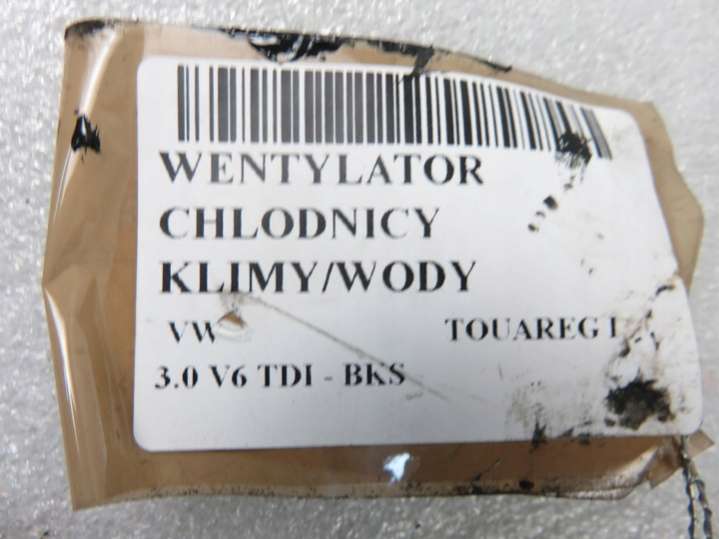 WENTYLATOR
CHLODNICY
KLIMY/WODY
VW TOUAREG I
3.0 V6 TDI - BKS